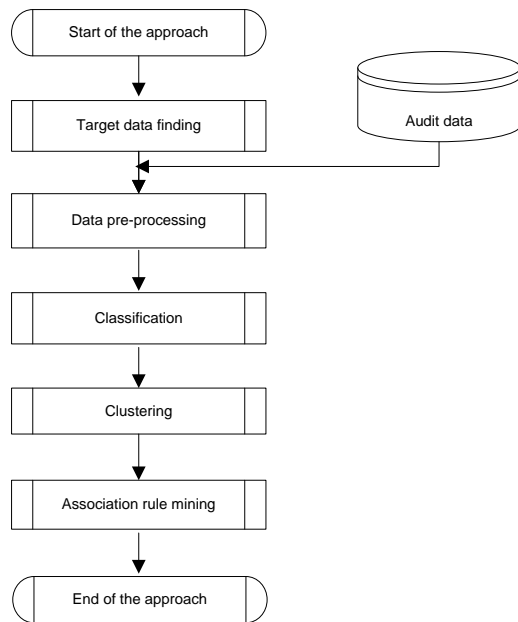 Start of the approach
Target data finding
Audit data
Data pre-processing
Classification
Clustering
Association rule mining
End of the approach